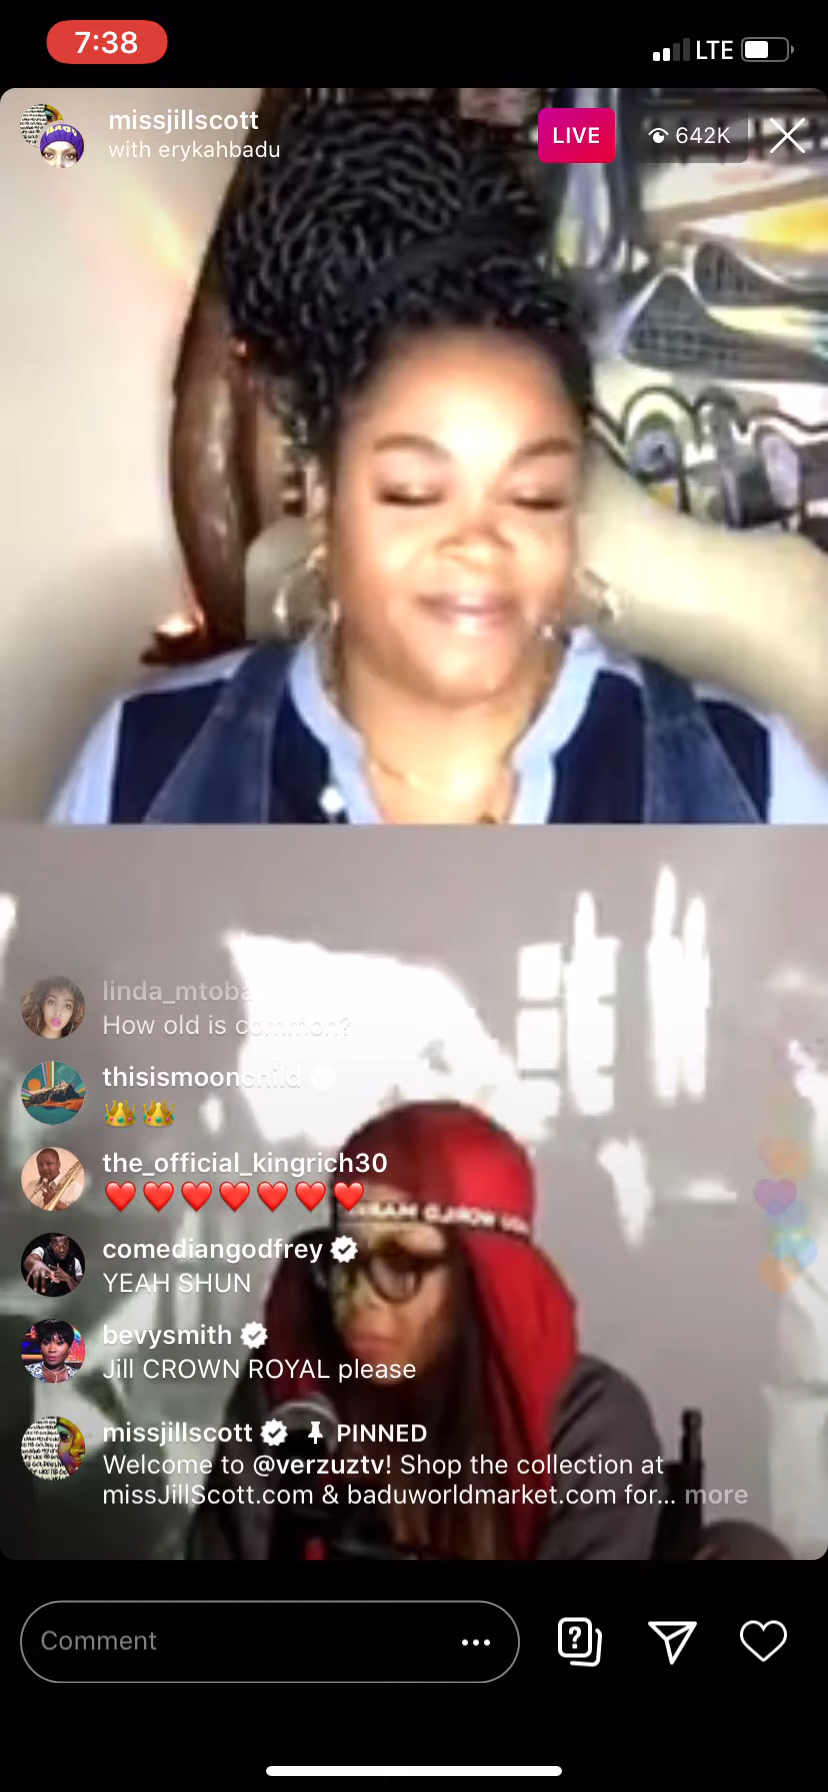 7:38
LTE
missjillscott
with erykahbadu
LIVE
642K
linda_mtoba
How old is common?
thisismoonchild
👑👑
the_official_kingrich30
❤️❤️❤️❤️❤️❤️❤️
comediangodfrey
YEAH SHUN
bevysmith
Jill CROWN ROYAL please
missjillscott PINNED
Welcome to @verzuztv! Shop the collection at
missJillScott.com & baduworldmarket.com for... more
Comment